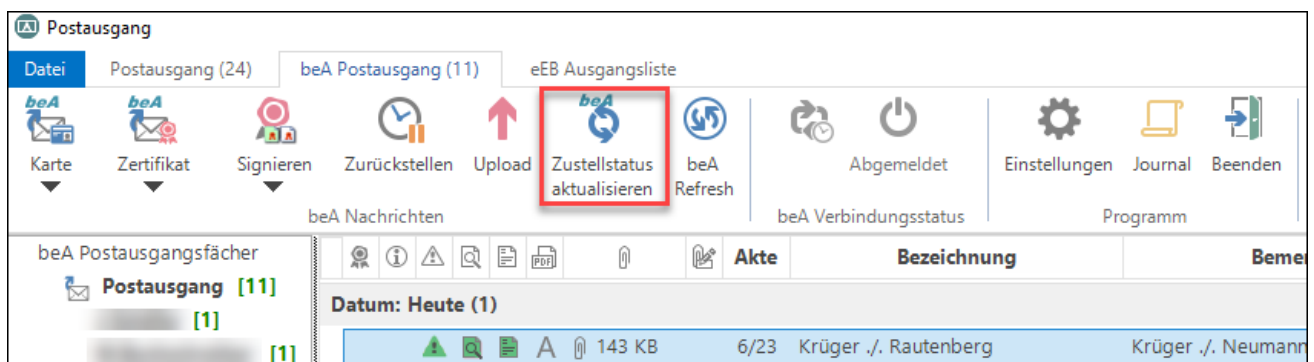 Postausgang
Datei Postausgang (24) beA Postausgang (11) eEB Ausgangsliste
beA beA beA
Karte Zertifikat Signieren Zurückstellen Upload Zustellstatus aktualisieren beA Refresh Abgemeldet Einstellungen Journal Beenden
beA Nachrichten beA Verbindungsstatus Programm
beA Postausgangsfächer PDF Akte Bezeichnung Bemer
Postausgang [11]
Datum: Heute (1)
[1]
A 143 KB 6/23 Krüger ./. Rautenberg Krüger ./. Neumann
[1]